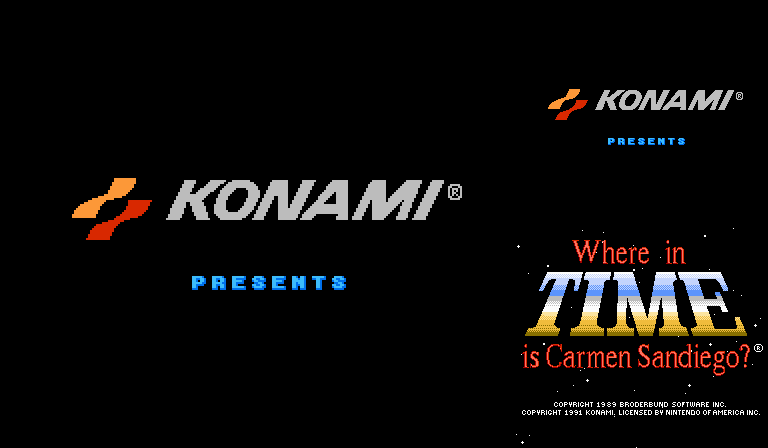 KONAMI®
PRESENTS
KONAMI®
PRESENTS
Where in
TIME
is Carmen Sandiego?®
COPYRIGHT 1989 BRODERBUND SOFTWARE INC.
COPYRIGHT 1991 KONAMI, LICENSED BY NINTENDO OF AMERICA INC.